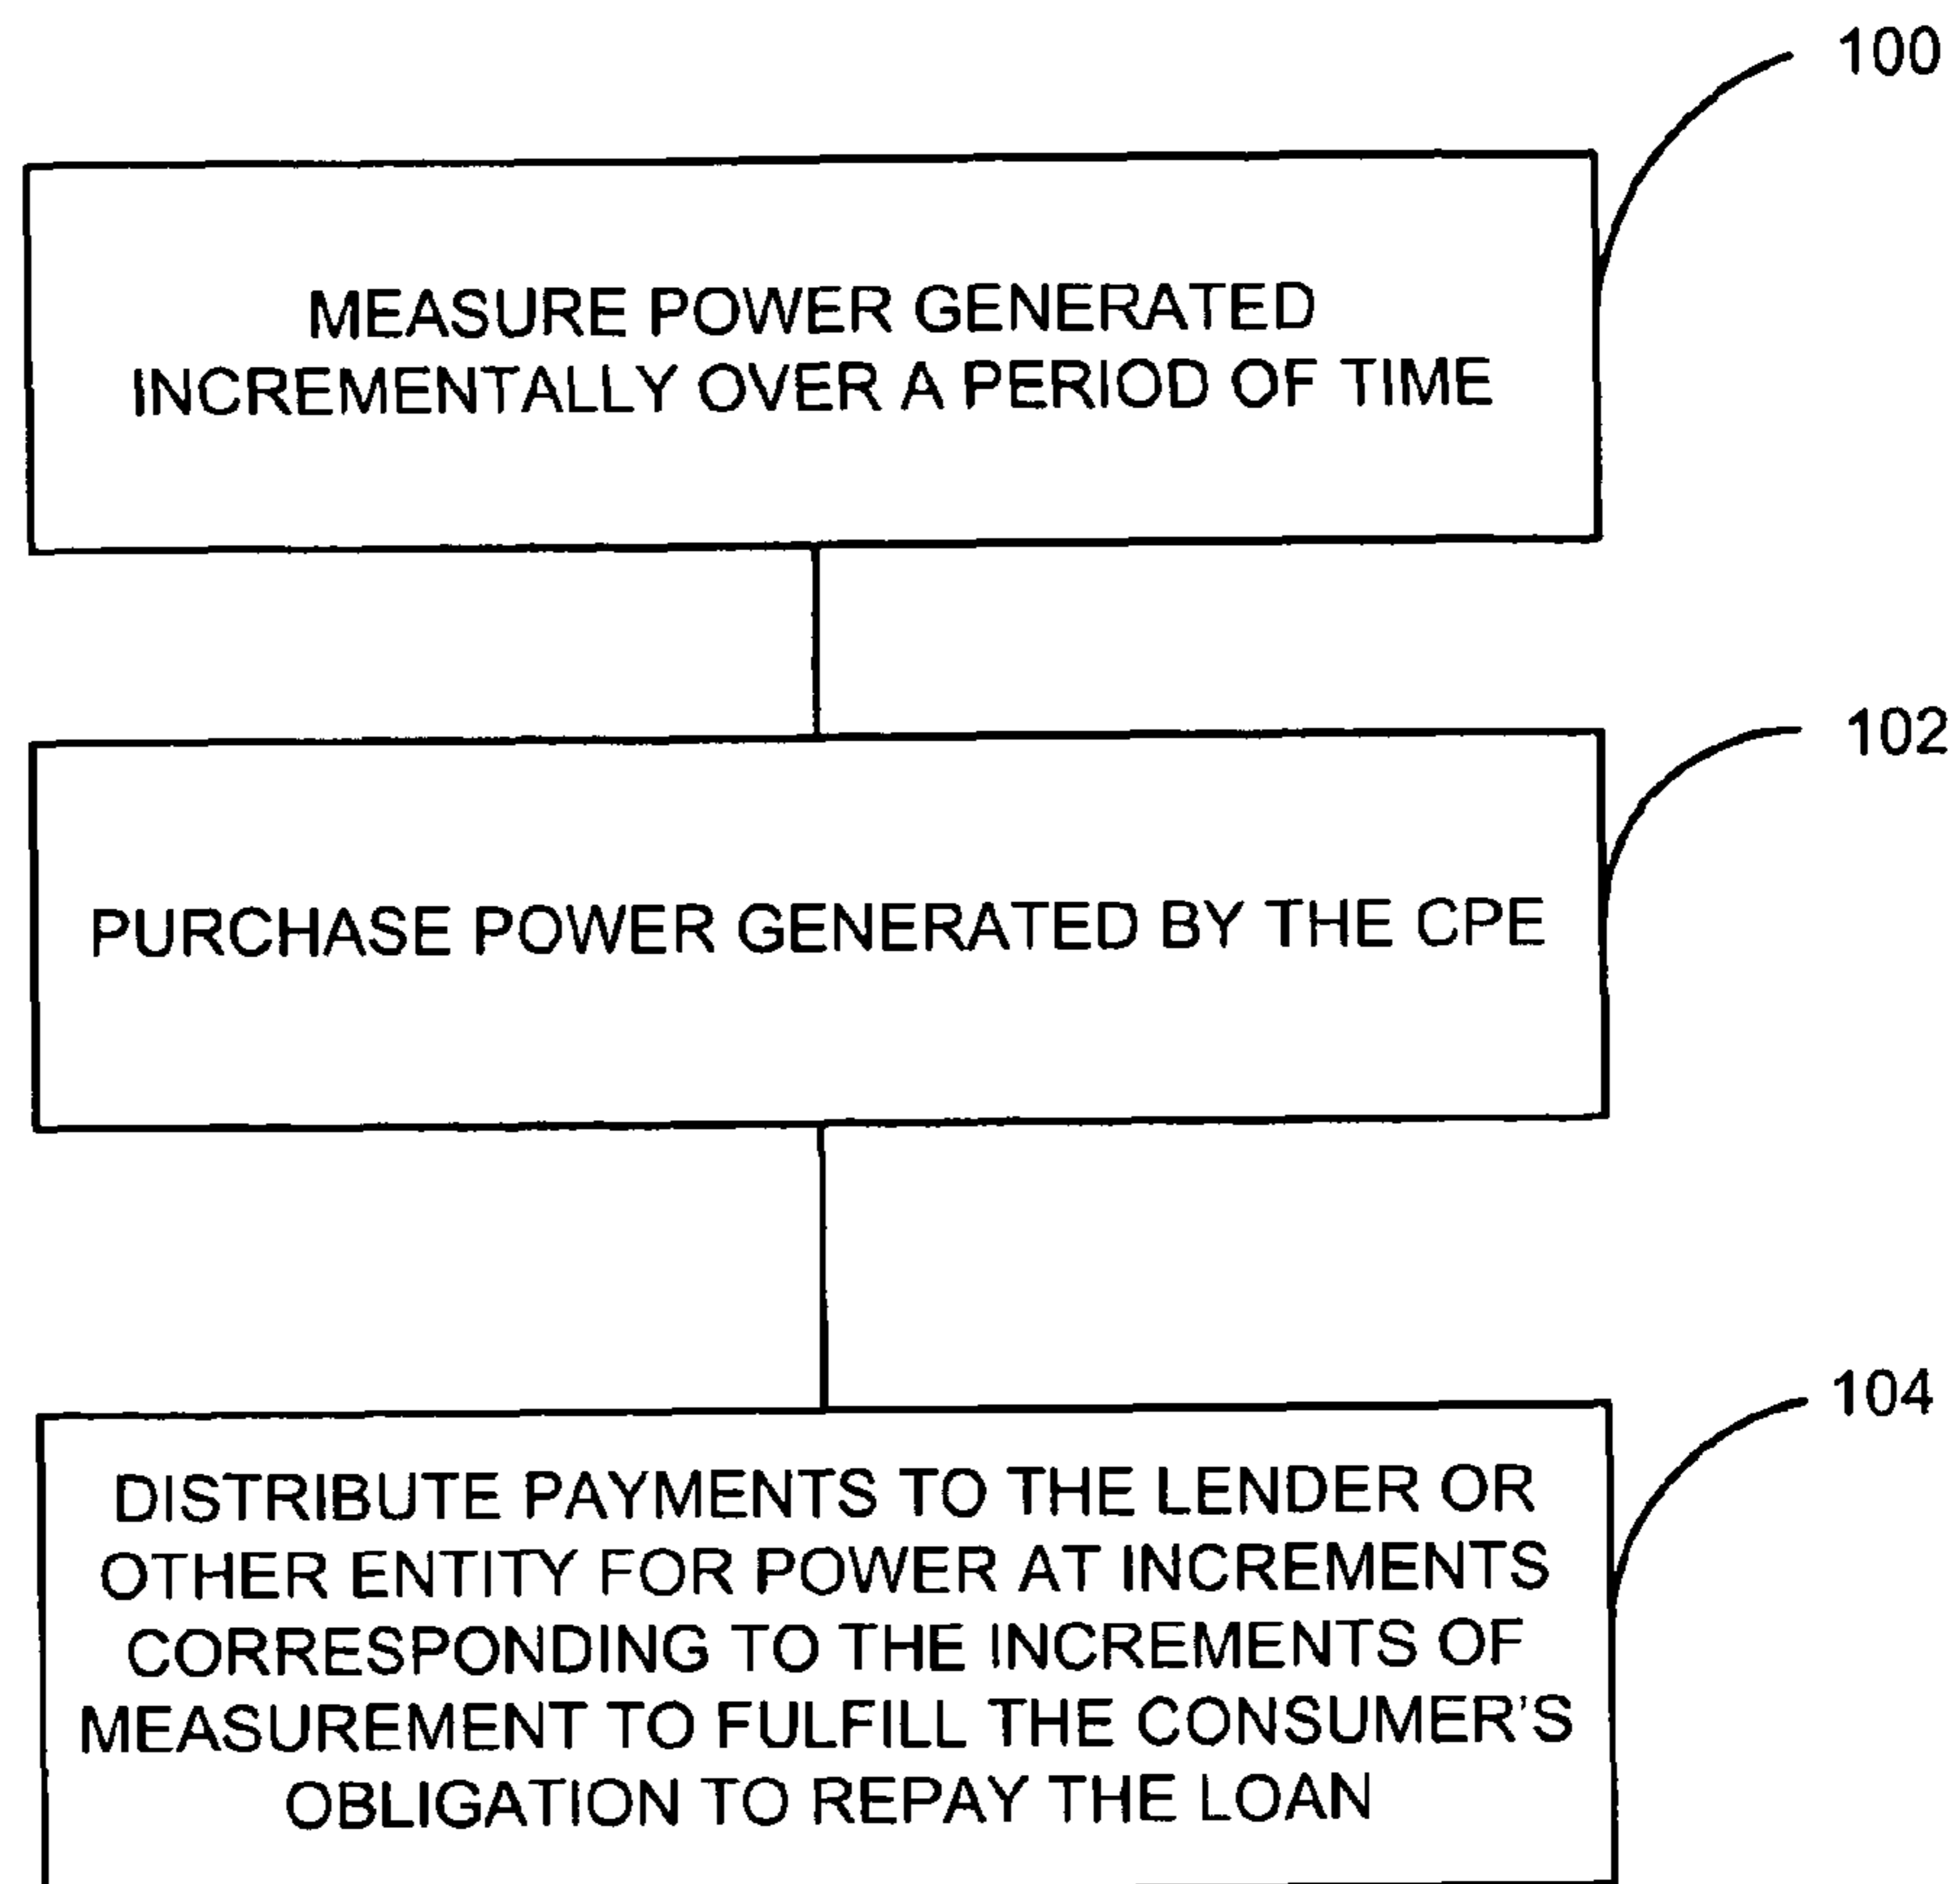 100
MEASURE POWER GENERATED
INCREMENTALLY OVER A PERIOD OF TIME
102
PURCHASE POWER GENERATED BY THE CPE
104
DISTRIBUTE PAYMENTS TO THE LENDER OR
OTHER ENTITY FOR POWER AT INCREMENTS
CORRESPONDING TO THE INCREMENTS OF
MEASUREMENT TO FULFILL THE CONSUMER'S
OBLIGATION TO REPAY THE LOAN